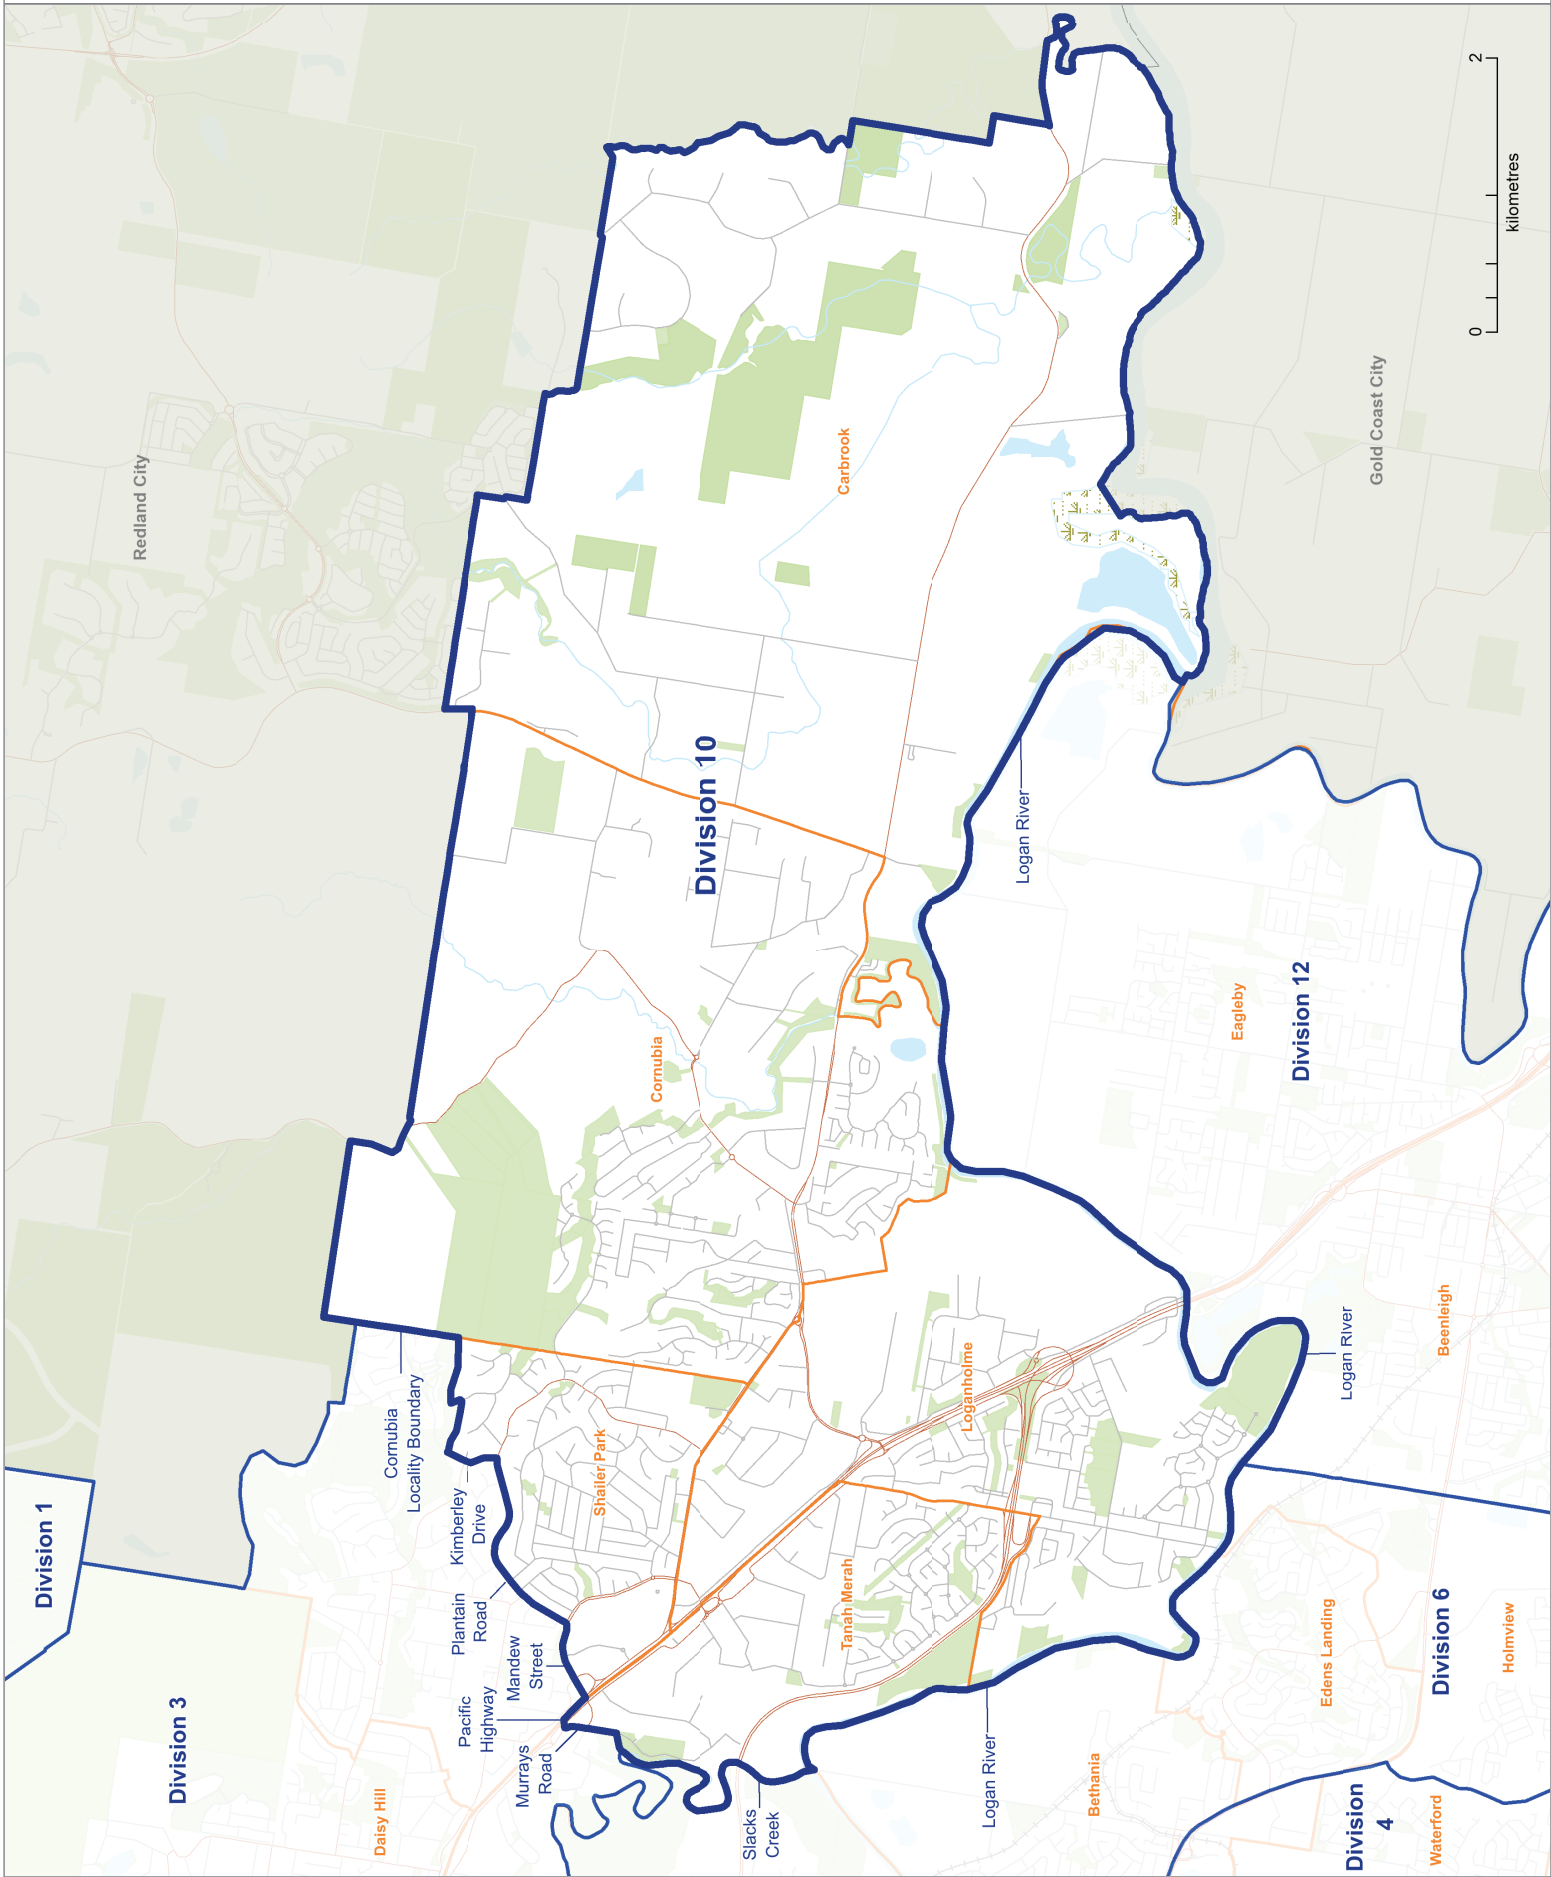 Division 1
Division 3
Daisy Hill
Redland City
Cornubia
Locality Boundary
Kimberley
Drive
Plantain
Road
Mandew
Street
Pacific
Highway
Murrays
Road
Slacks
Creek
Shailer Park
Cornubia
Division 10
Carbrook
Tanah Merah
Loganholme
Logan River
Logan River
Logan River
Eagleby
Division 12
Gold Coast City
Bethania
Edens Landing
Beenleigh
Division 6
Holmview
Division
4
Waterford
0
2
kilometres